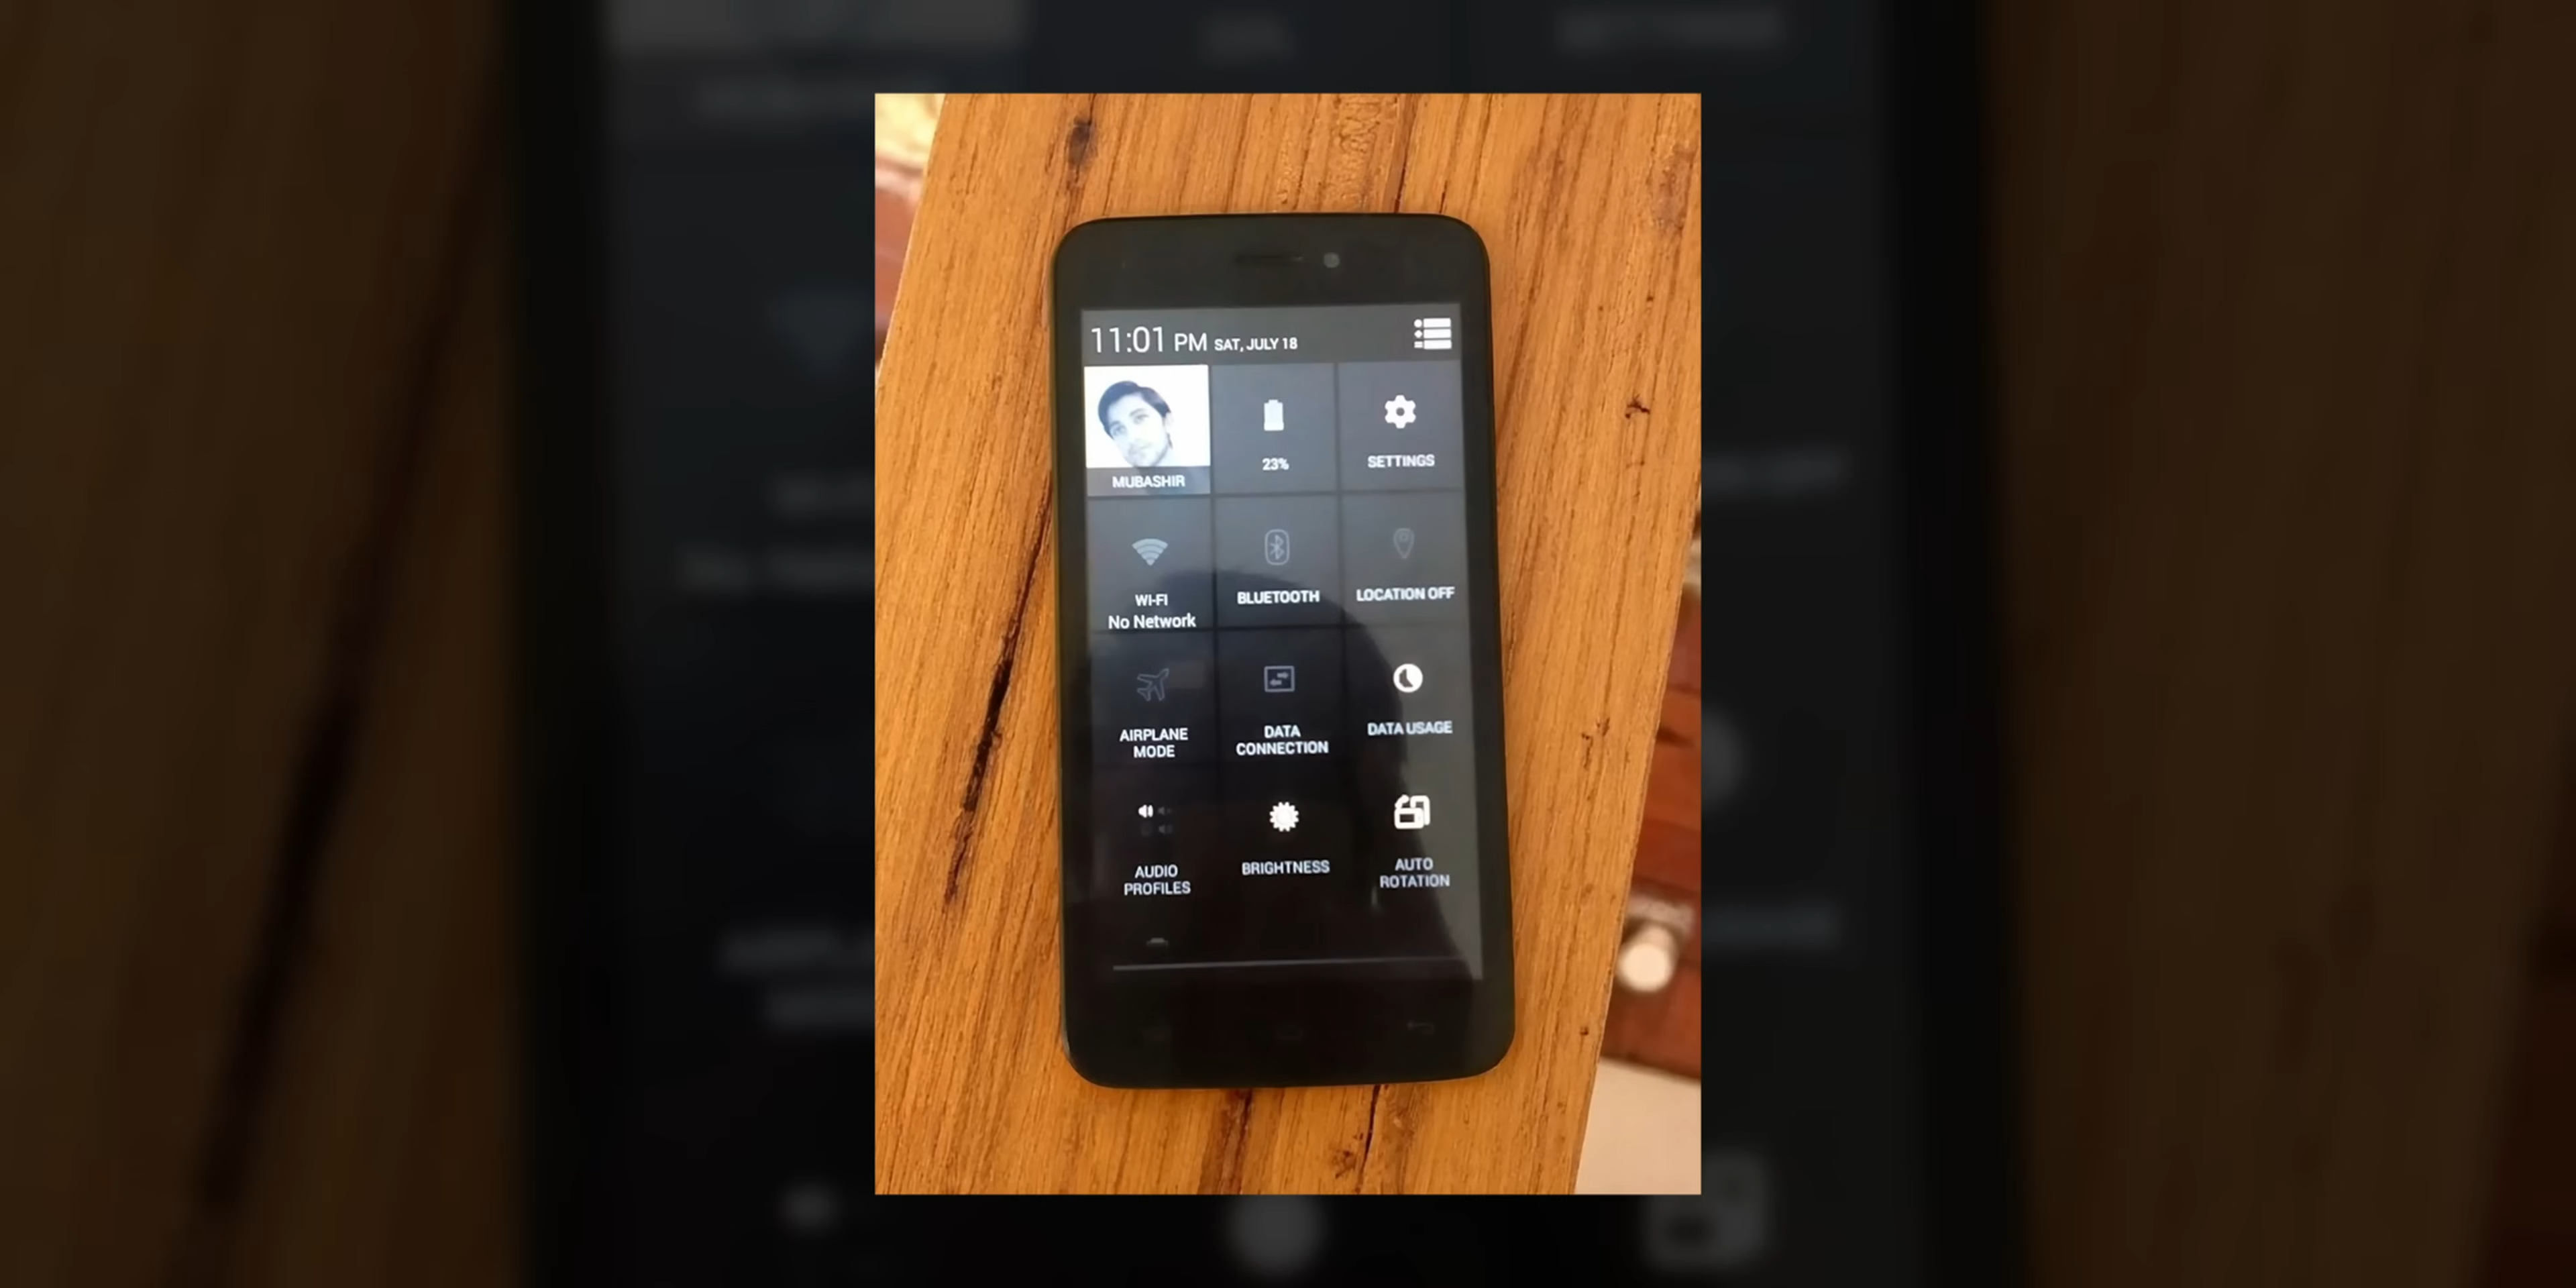 11:01 PM SAT, JULY 18
MUBASHIR
23%
SETTINGS
WI-FI
No Network
BLUETOOTH
LOCATION OFF
AIRPLANE
MODE
DATA
CONNECTION
DATA USAGE
AUDIO
PROFILES
BRIGHTNESS
AUTO
ROTATION